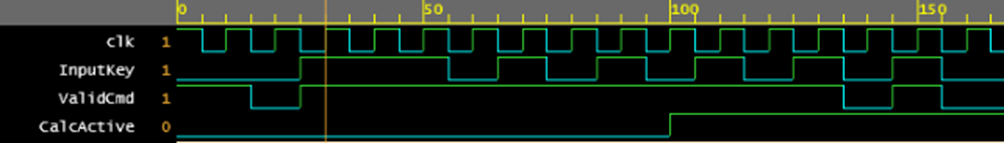 0 50 100 150
clk 1
InputKey 1
ValidCmd 1
CalcActive 0